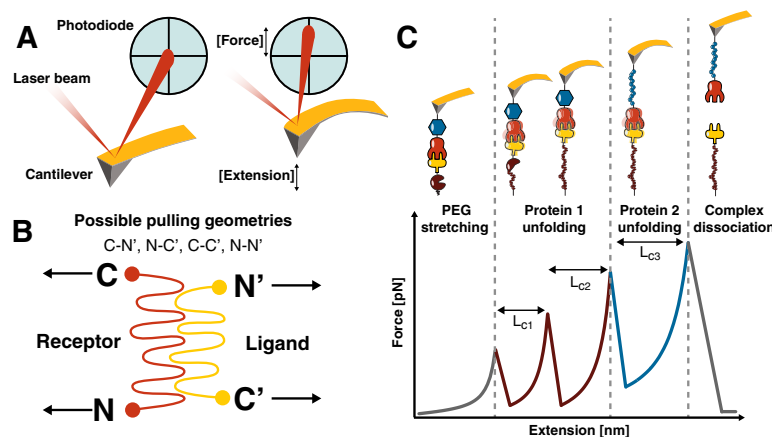 A
Photodiode
[Force]
Laser beam
Cantilever
[Extension]
B
Possible pulling geometries
C-N’, N-C’, C-C’, N-N’
C
N’
Receptor
Ligand
N
C’
C
PEG
stretching
Protein 1
unfolding
Protein 2
unfolding
Complex
dissociation
Force [pN]
LC1
LC2
LC3
Extension [nm]